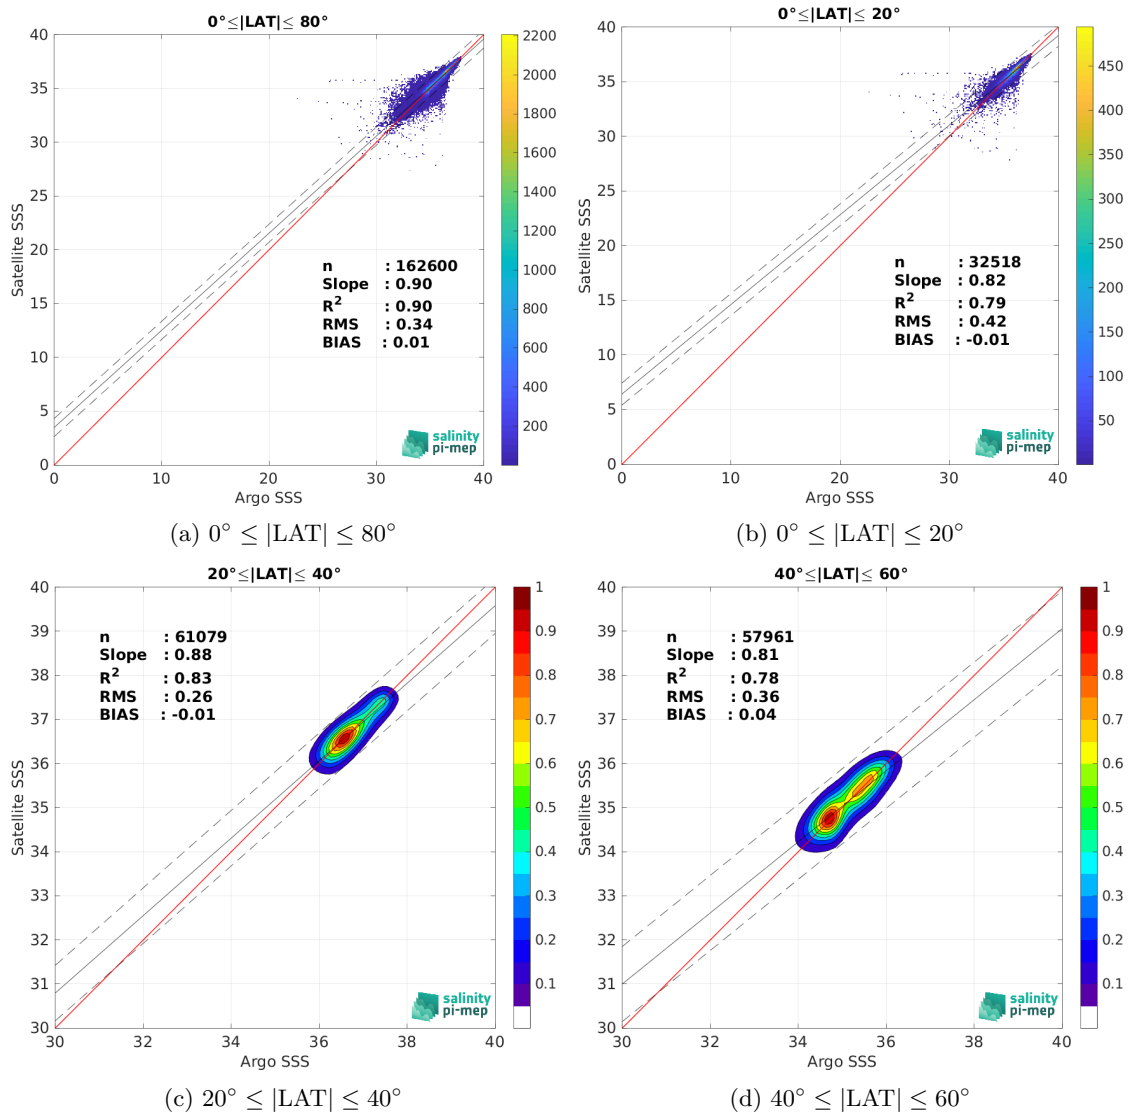 0°≤|LAT|≤ 80°
40
35
30
25
20
15
10
5
0
Satellite SSS
n : 162600
Slope : 0.90
R² : 0.90
RMS : 0.34
BIAS : 0.01
salinity
pi-mep
0 10 20 30 40
Argo SSS
2200
2000
1800
1600
1400
1200
1000
800
600
400
200
(a) 0° ≤ |LAT| ≤ 80°
0°≤|LAT|≤ 20°
40
35
30
25
20
15
10
5
0
Satellite SSS
n : 32518
Slope : 0.82
R² : 0.79
RMS : 0.42
BIAS : -0.01
salinity
pi-mep
0 10 20 30 40
Argo SSS
450
400
350
300
250
200
150
100
50
(b) 0° ≤ |LAT| ≤ 20°
20°≤|LAT|≤ 40°
40
39
38
37
36
35
34
33
32
31
30
Satellite SSS
n : 61079
Slope : 0.88
R² : 0.83
RMS : 0.26
BIAS : -0.01
salinity
pi-mep
30 32 34 36 38 40
Argo SSS
1
0.9
0.8
0.7
0.6
0.5
0.4
0.3
0.2
0.1
(c) 20° ≤ |LAT| ≤ 40°
40°≤|LAT|≤ 60°
40
39
38
37
36
35
34
33
32
31
30
Satellite SSS
n : 57961
Slope : 0.81
R² : 0.78
RMS : 0.36
BIAS : 0.04
salinity
pi-mep
30 32 34 36 38 40
Argo SSS
1
0.9
0.8
0.7
0.6
0.5
0.4
0.3
0.2
0.1
(d) 40° ≤ |LAT| ≤ 60°